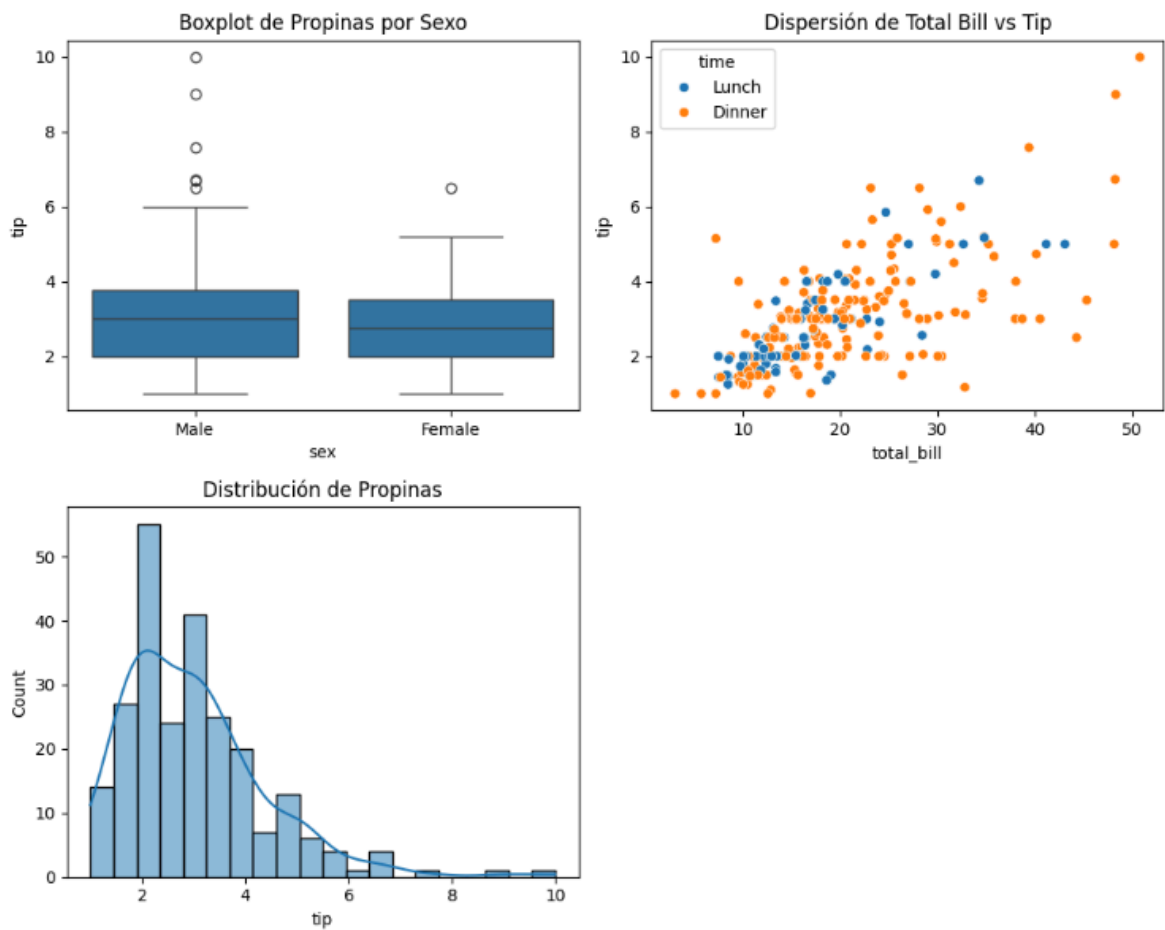 Boxplot de Propinas por Sexo
10
8
6
4
2
tip
Male
Female
sex
Dispersión de Total Bill vs Tip
time
Lunch
Dinner
10
8
6
4
2
tip
10
20
30
40
50
total_bill
Distribución de Propinas
50
40
30
20
10
0
Count
2
4
6
8
10
tip